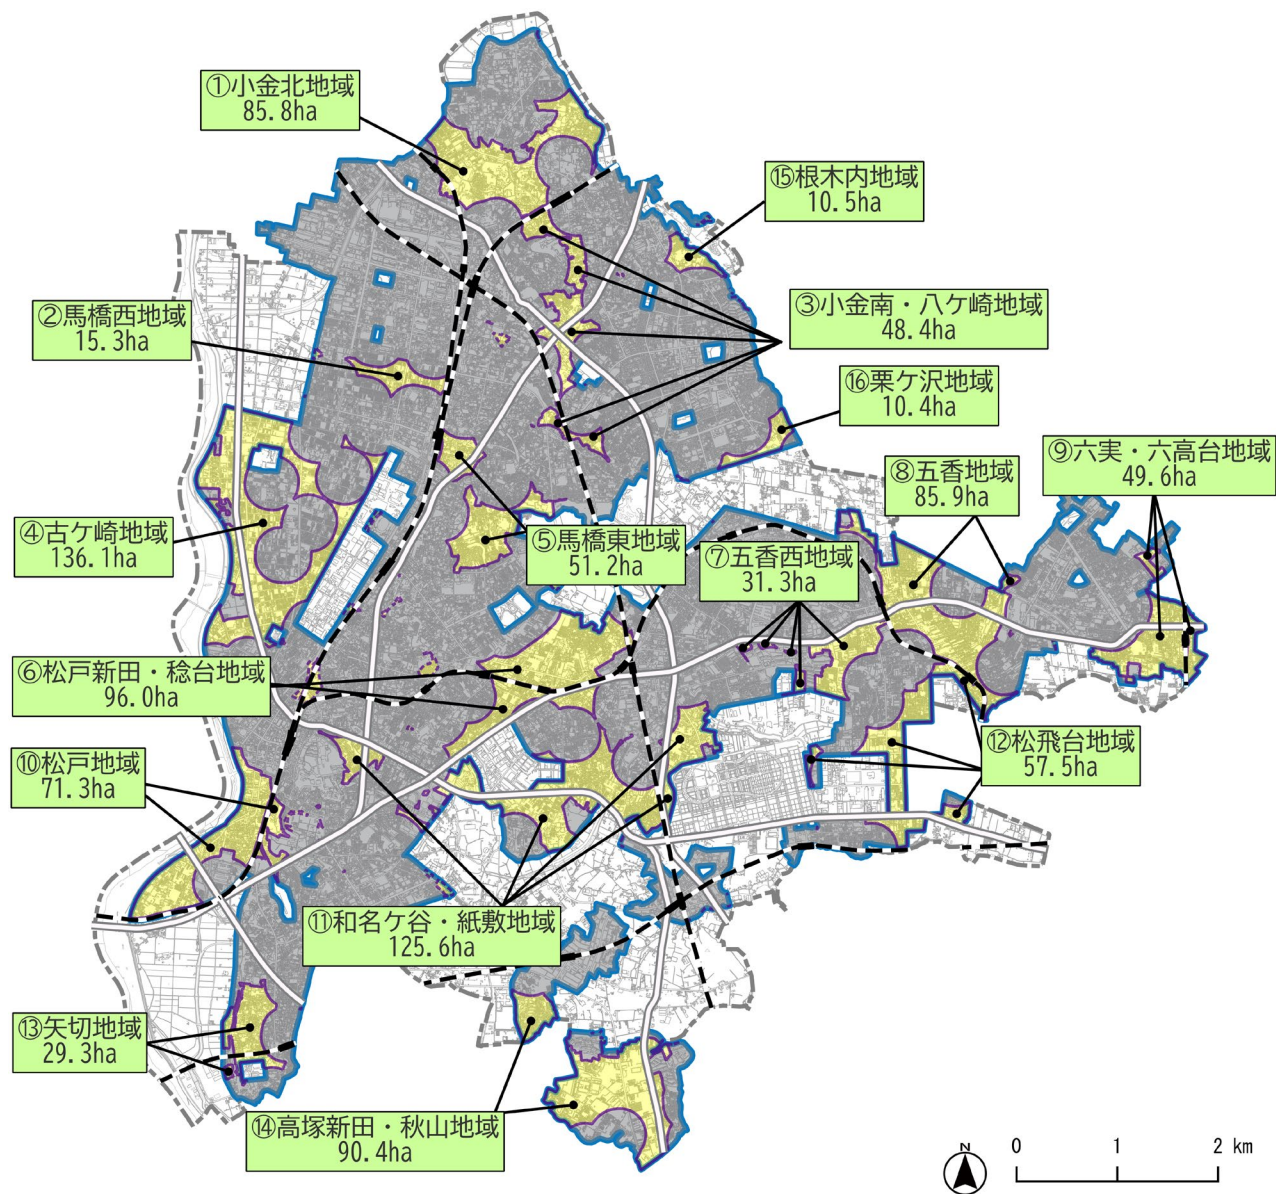 ①小金北地域
85.8ha
⑮根木内地域
10.5ha
②馬橋西地域
15.3ha
③小金南・八ケ崎地域
48.4ha
⑯栗ケ沢地域
10.4ha
⑨六実・六高台地域
49.6ha
⑧五香地域
85.9ha
④古ケ崎地域
136.1ha
⑤馬橋東地域
51.2ha
⑦五香西地域
31.3ha
⑥松戸新田・稔台地域
96.0ha
⑩松戸地域
71.3ha
⑫松飛台地域
57.5ha
⑪和名ケ谷・紙敷地域
125.6ha
⑬矢切地域
29.3ha
⑭高塚新田・秋山地域
90.4ha
N
0 1 2 km